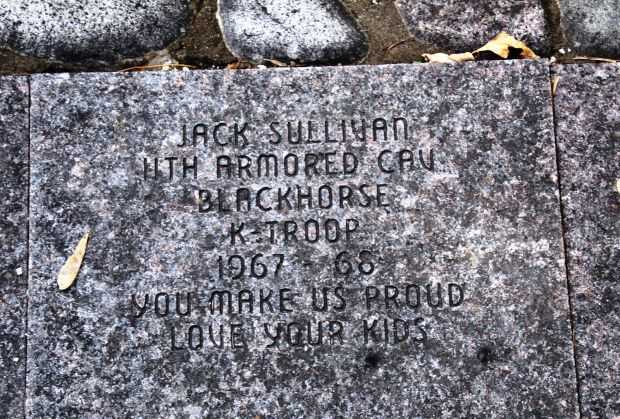 JACK SULLIVAN
11TH ARMORED CAV
BLACKHORSE
K-TROOP
1967 - 68
YOU MAKE US PROUD
LOVE YOUR KIDS